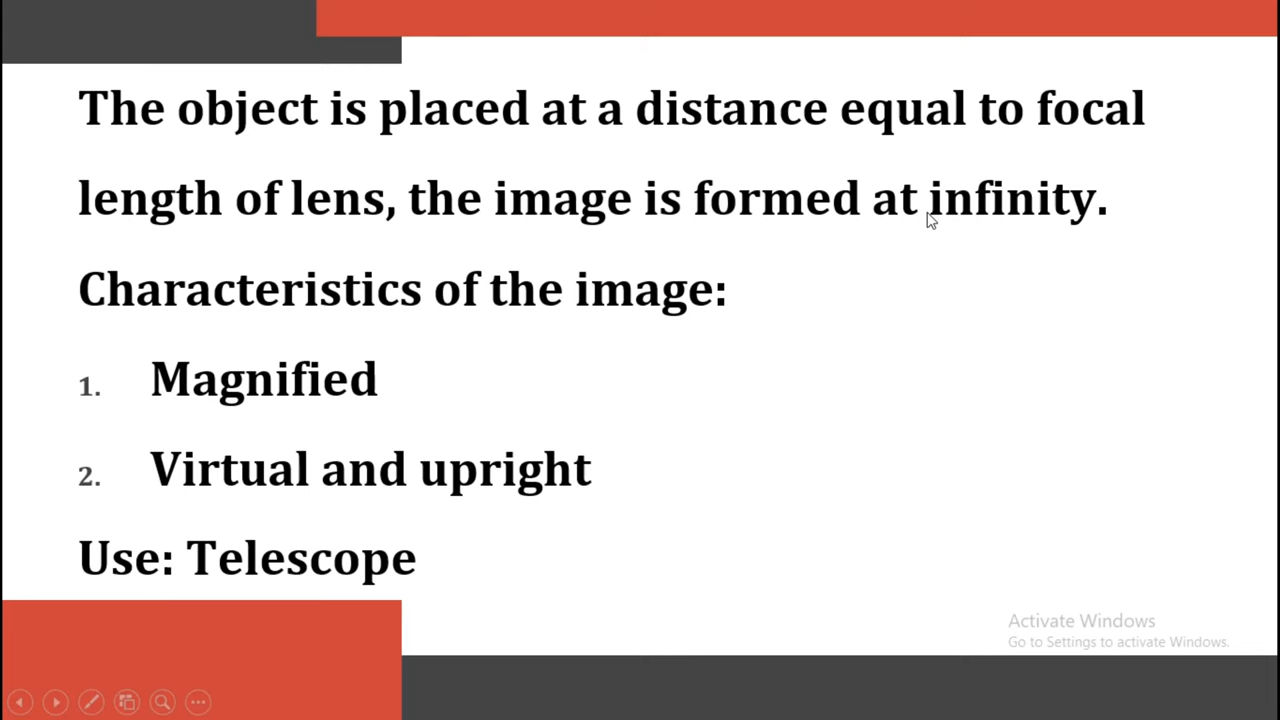 The object is placed at a distance equal to focal
length of lens, the image is formed at infinity.
Characteristics of the image:
1. Magnified
2. Virtual and upright
Use: Telescope
Activate Windows
Go to Settings to activate Windows.